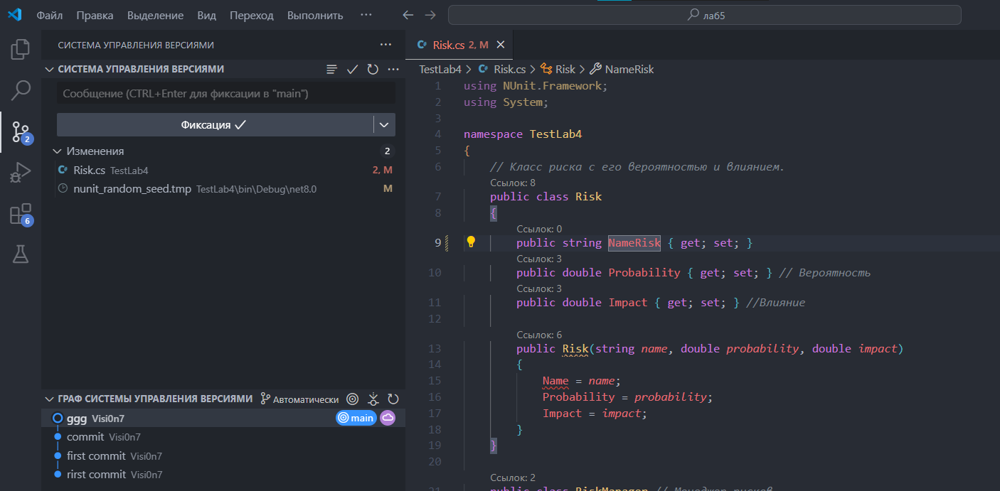 Файл Правка Выделение Вид Переход Выполнить ··· лаб5
СИСТЕМА УПРАВЛЕНИЯ ВЕРСИЯМИ
СИСТЕМА УПРАВЛЕНИЯ ВЕРСИЯМИ
Сообщение (CTRL+Enter для фиксации в "main")
Фиксация
Изменения 2
Risk.cs TestLab4 2, M
nunit_random_seed.tmp TestLab4\bin\Debug\net8.0 M
2
6
ГРАФ СИСТЕМЫ УПРАВЛЕНИЯ ВЕРСИЯМИ Автоматически
ggg Visi0n7 main
commit Visi0n7
first commit Visi0n7
rirst commit Visi0n7
Risk.cs 2, M
TestLab4 > Risk.cs > Risk > NameRisk
1 using NUnit.Framework;
2 using System;
3
4 namespace TestLab4
5 {
6 // Класс риска с его вероятностью и влиянием.
Ссылок: 8
7 public class Risk
8 {
Ссылок: 0
9 public string NameRisk { get; set; }
Ссылок: 3
10 public double Probability { get; set; } // Вероятность
Ссылок: 3
11 public double Impact { get; set; } //Влияние
12
Ссылок: 6
13 public Risk(string name, double probability, double impact)
14 {
15 Name = name;
16 Probability = probability;
17 Impact = impact;
18 }
19 }
20
Ссылок: 2
21 public class RiskManager // Менеджер рисков